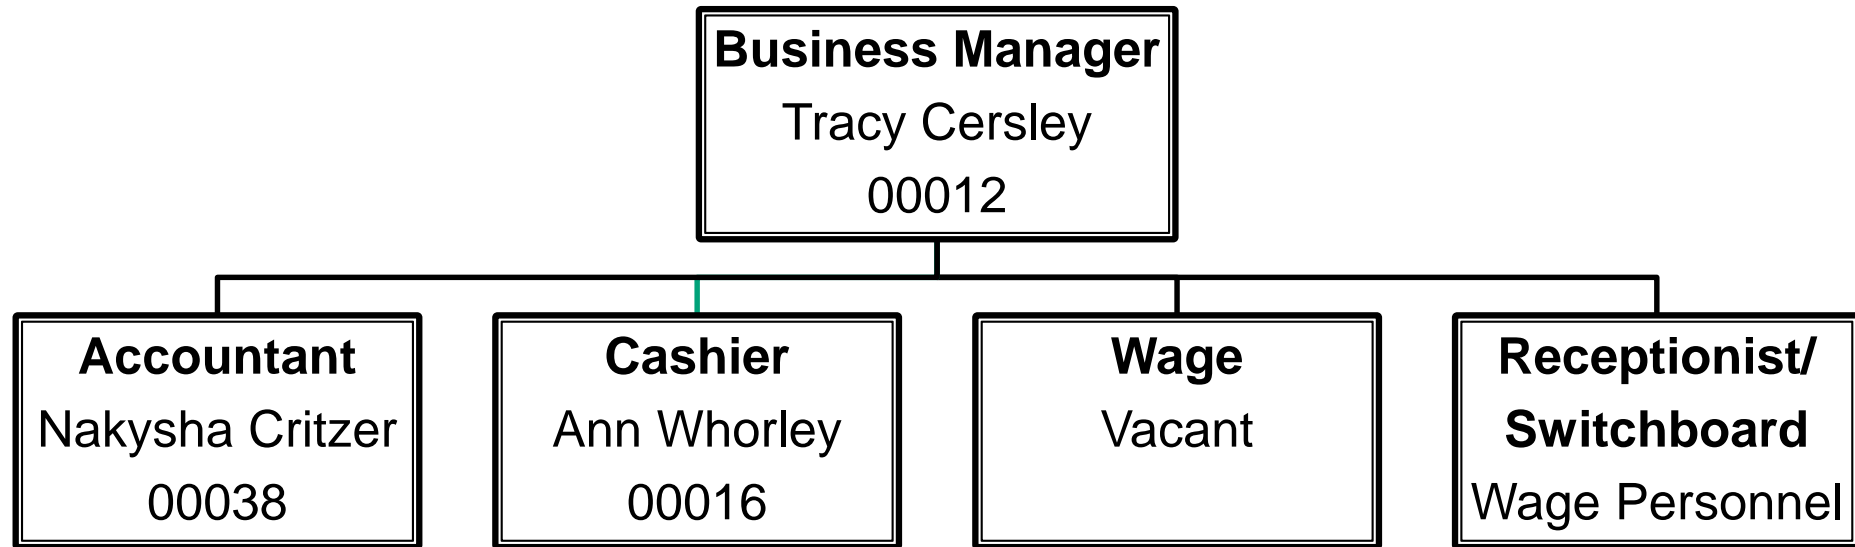 Business Manager
Tracy Cersley
00012
Accountant
Nakysha Critzer
00038
Cashier
Ann Whorley
00016
Wage
Vacant
Receptionist/
Switchboard
Wage Personnel